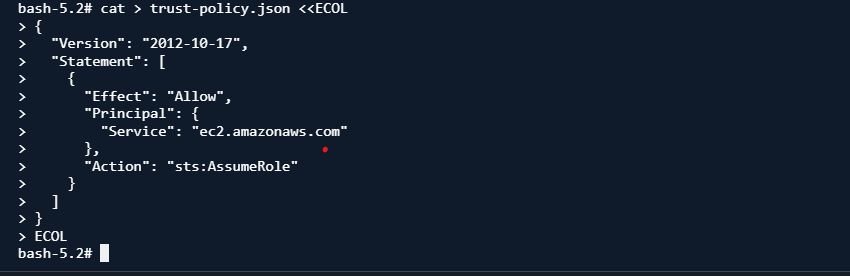 bash-5.2# cat > trust-policy.json <<ECOL
> {
>   "Version": "2012-10-17",
>   "Statement": [
>     {
>       "Effect": "Allow",
>       "Principal": {
>         "Service": "ec2.amazonaws.com"
>       },
>       "Action": "sts:AssumeRole"
>     }
>   ]
> }
> ECOL
bash-5.2#